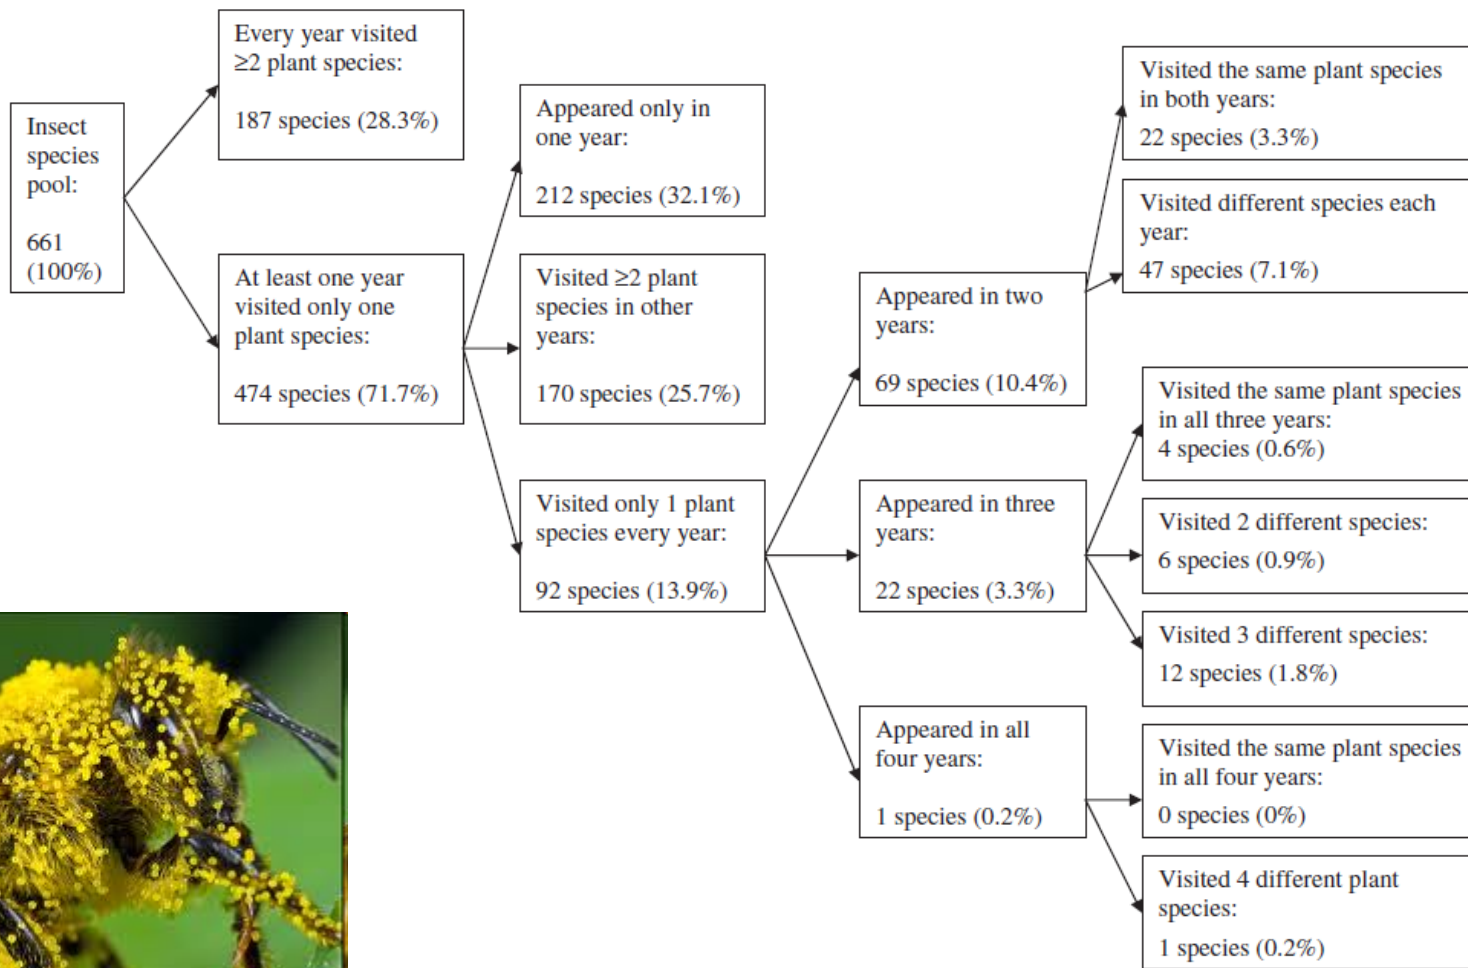 Insect
species
pool:
661
(100%)
Every year visited
≥2 plant species:
187 species (28.3%)
At least one year
visited only one
plant species:
474 species (71.7%)
Appeared only in
one year:
212 species (32.1%)
Visited ≥2 plant
species in other
years:
170 species (25.7%)
Visited only 1 plant
species every year:
92 species (13.9%)
Appeared in two
years:
69 species (10.4%)
Appeared in three
years:
22 species (3.3%)
Appeared in all
four years:
1 species (0.2%)
Visited the same plant species
in both years:
22 species (3.3%)
Visited different species each
year:
47 species (7.1%)
Visited the same plant species
in all three years:
4 species (0.6%)
Visited 2 different species:
6 species (0.9%)
Visited 3 different species:
12 species (1.8%)
Visited the same plant species
in all four years:
0 species (0%)
Visited 4 different plant
species:
1 species (0.2%)